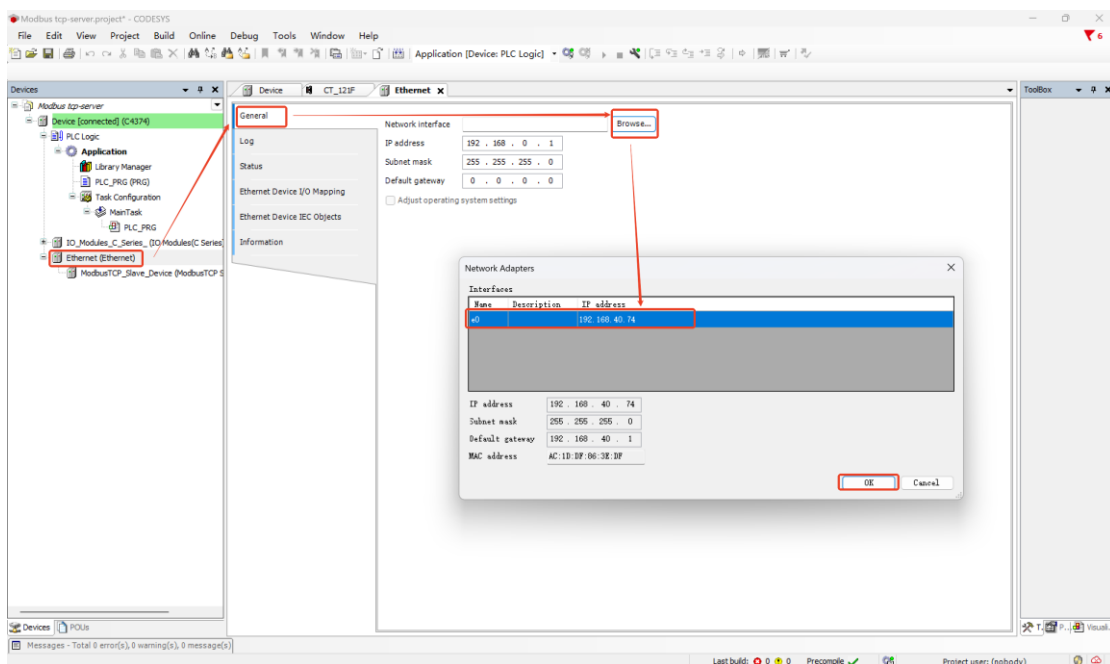 Modbus tcp-server.project* - CODESYS
File Edit View Project Build Online Debug Tools Window Help
6
Application [Device: PLC Logic]
Devices
Device
CT_121F
Ethernet
ToolBox
Modbus tcp-server
Device [connected] (C4374)
PLC Logic
Application
Library Manager
PLC_PRG (PRG)
Task Configuration
MainTask
PLC_PRG
IO_Modules_C_Series_ (IO Modules(C Series
Ethernet (Ethernet)
ModbusTCP_Slave_Device (ModbusTCP S
General
Log
Status
Ethernet Device I/O Mapping
Ethernet Device IEC Objects
Information
Network interface
Browse...
IP address 192 . 168 . 0 . 1
Subnet mask 255 . 255 . 255 . 0
Default gateway 0 . 0 . 0 . 0
Adjust operating system settings
Network Adapters
Interfaces
Name Description IP address
e0 192.168.40.74
IP address 192 . 168 . 40 . 74
Subnet mask 255 . 255 . 255 . 0
Default gateway 192 . 168 . 40 . 1
MAC address AC:1D:DF:86:3E:DF
OK Cancel
Devices POUs
T. P... Visuali.
Messages - Total 0 error(s), 0 warning(s), 0 message(s)
Last build: 0 0 Precompile Project user: (nobody)